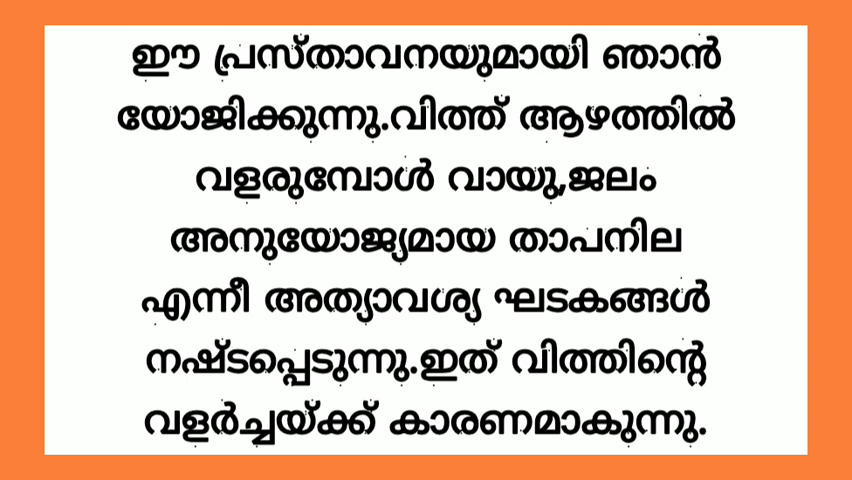 ഈ പ്രസ്താവനയുമായി ഞാൻ
യോജിക്കുന്നു.വിത്ത് ആഴത്തിൽ
വളരുമ്പോൾ വായു,ജലം
അനുയോജ്യമായ താപനില
എന്നീ അത്യാവശ്യ ഘടകങ്ങൾ
നഷ്ടപ്പെടുന്നു.ഇത് വിത്തിന്റെ
വളർച്ചയ്ക്ക് കാരണമാകുന്നു.